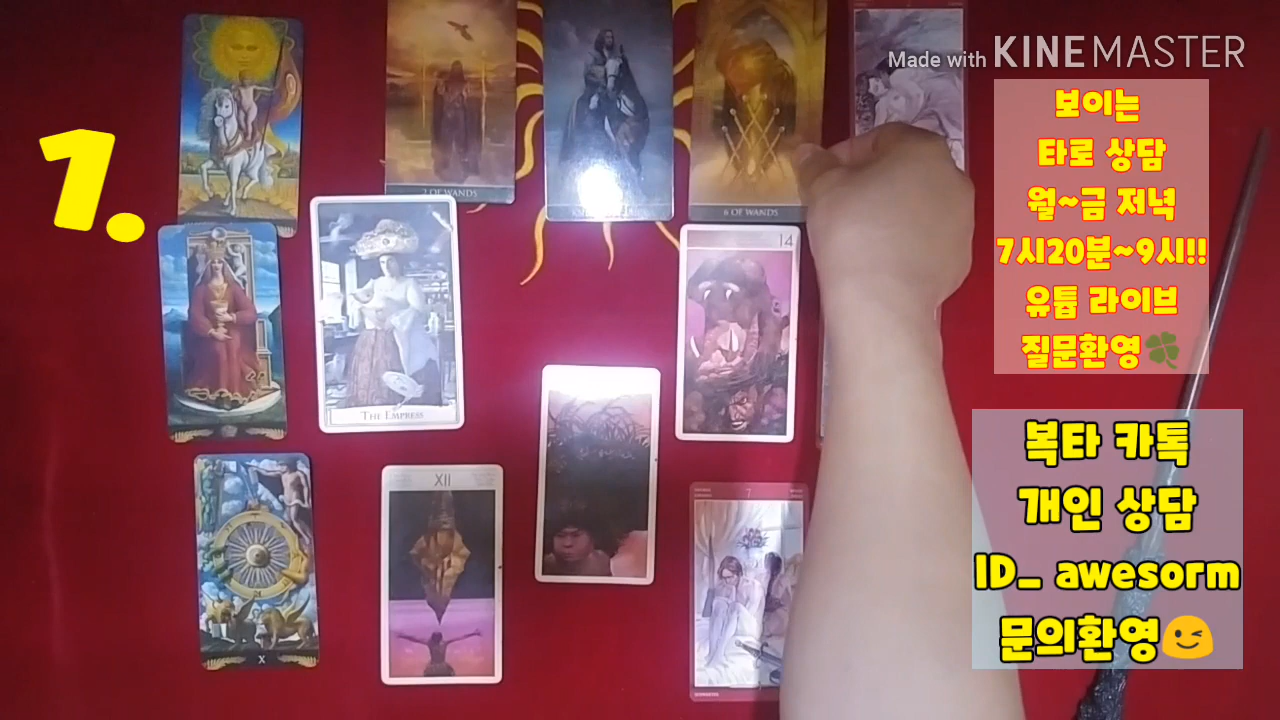 Made with KINEMASTER
1.
보이는
타로 상담
월~금 저녁
7시20분~9시!!
유튭 라이브
질문환영🍀
복타 카톡
개인 상담
ID_ awesorm
문의환영😉
2 OF WANDS
6 OF WANDS
14
THE EMPRESS
XII
7
X